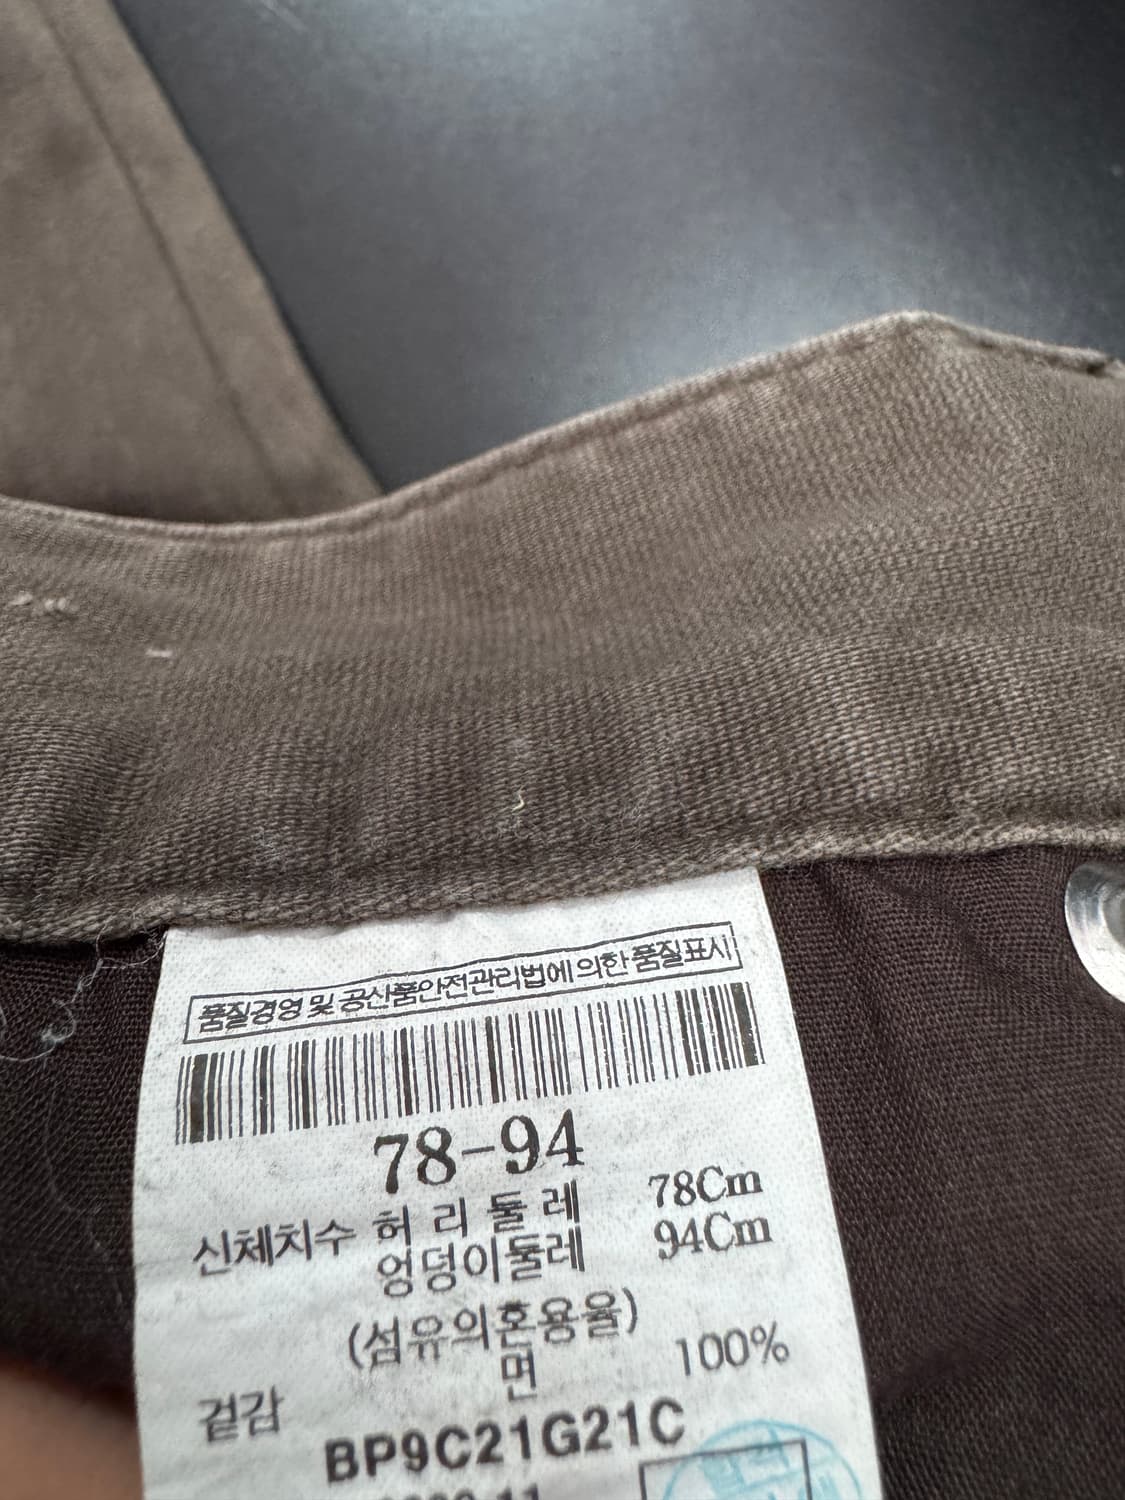 품질경영 및 공산품안전관리법에 의한 품질표시
78-94
신체치수 허 리 둘 레 78Cm
엉덩이둘레 94Cm
(섬유의혼용율)
면 100%
겉감
BP9C21G21C